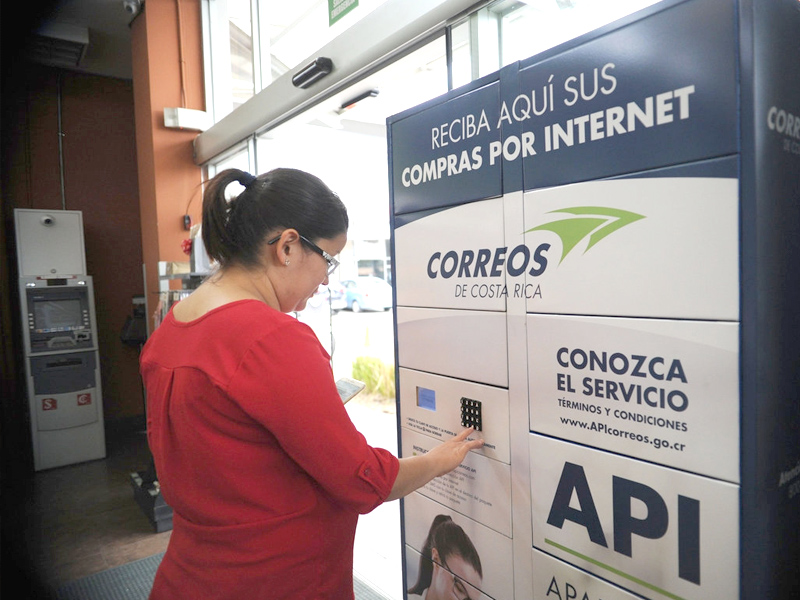 RECIBA AQUÍ SUS
COMPRAS POR INTERNET
CORREOS
DE COSTA RICA
CONOZCA
EL SERVICIO
TÉRMINOS Y CONDICIONES
www.APIcorreos.go.cr
API